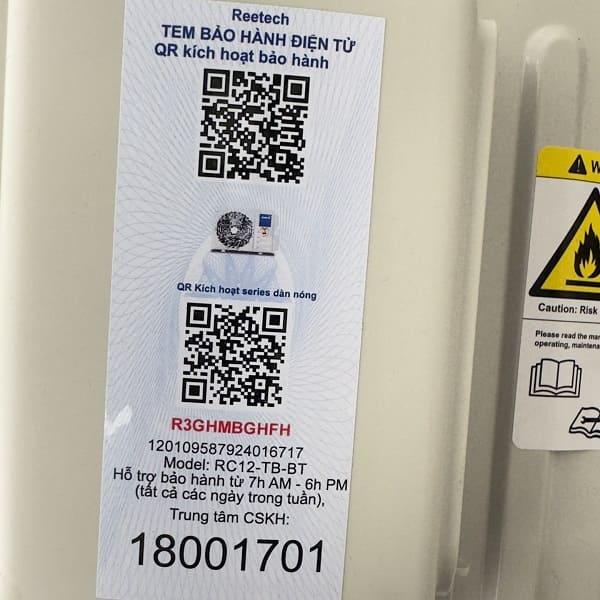 Reetech
TEM BẢO HÀNH ĐIỆN TỬ
QR kích hoạt bảo hành
QR Kích hoạt series dàn nóng
R3GHMBGHFH
120109587924016717
Model: RC12-TB-BT
Hỗ trợ bảo hành từ 7h AM - 6h PM
(tất cả các ngày trong tuần),
Trung tâm CSKH:
18001701
Caution: Risk
Please read the
operating,